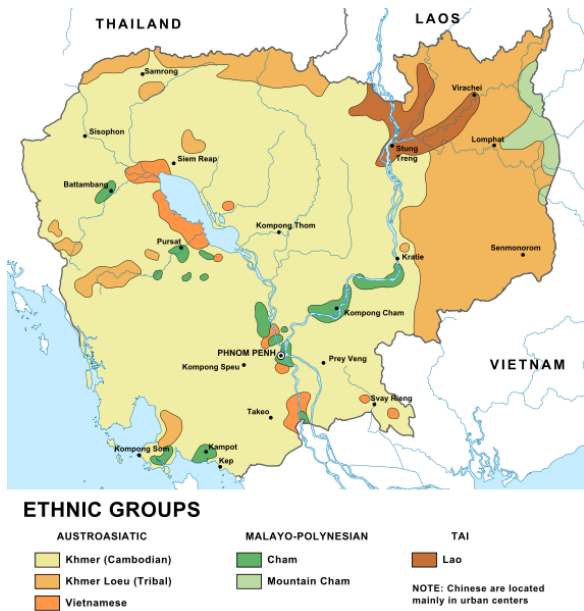 THAILAND
LAOS
Samrong
Virachei
Sisophon
Lomphat
Stung
Treng
Siem Reap
Battambang
Kompong Thom
Pursat
Senmonorom
Kratie
Kompong Cham
PHNOM PENH
Prey Veng
VIETNAM
Kompong Speu
Svay Rieng
Takeo
Kompong Som
Kampot
Kep
ETHNIC GROUPS
AUSTROASIATIC
Khmer (Cambodian)
Khmer Loeu (Tribal)
Vietnamese
MALAYO-POLYNESIAN
Cham
Mountain Cham
TAI
Lao
NOTE: Chinese are located
mainly in urban centers